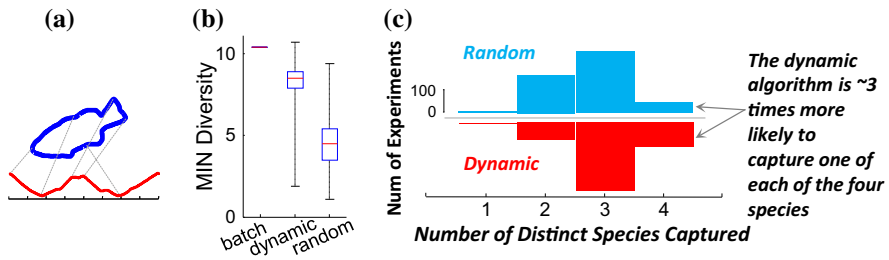 (a)
(b)
MIN Diversity
10
5
0
batch
dynamic
random
(c)
Num of Experiments
100
0
Random
Dynamic
1 2 3 4
Number of Distinct Species Captured
The dynamic
algorithm is ~3
times more
likely to
capture one of
each of the four
species